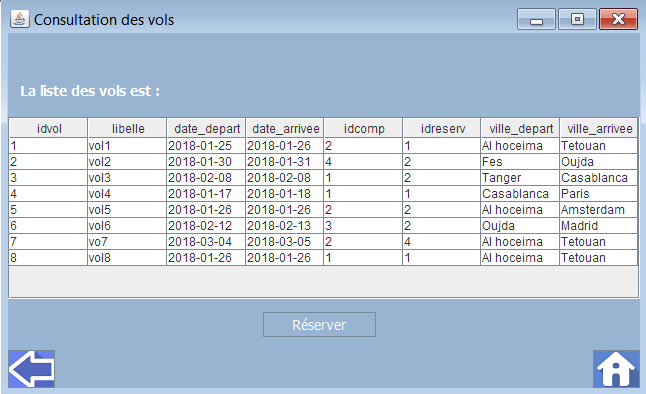 Consultation des vols
La liste des vols est :
idvol libelle date_depart date_arrivee idcomp idreserv ville_depart ville_arrivee
1 vol1 2018-01-25 2018-01-26 2 1 Al hoceima Tetouan
2 vol2 2018-01-30 2018-01-31 4 2 Fes Oujda
3 vol3 2018-02-08 2018-02-08 1 2 Tanger Casablanca
4 vol4 2018-01-17 2018-01-18 1 1 Casablanca Paris
5 vol5 2018-01-26 2018-01-26 2 2 Al hoceima Amsterdam
6 vol6 2018-02-12 2018-02-13 3 2 Oujda Madrid
7 vo7 2018-03-04 2018-03-05 2 4 Al hoceima Tetouan
8 vol8 2018-01-26 2018-01-26 1 1 Al hoceima Tetouan
Réserver